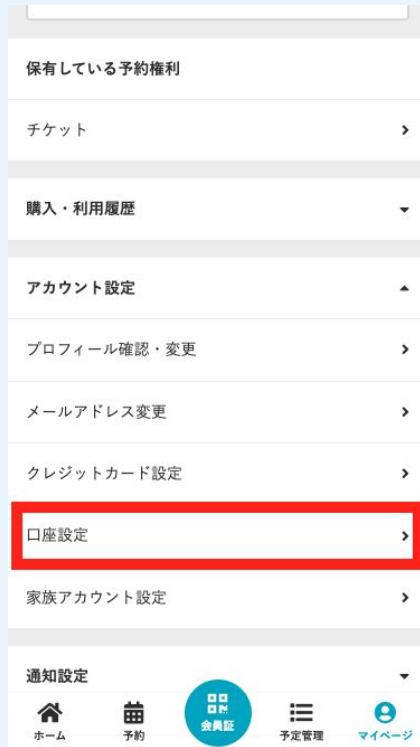 保有している予約権利
チケット
購入・利用履歴
アカウント設定
プロフィール確認・変更
メールアドレス変更
クレジットカード設定
口座設定
家族アカウント設定
通知設定
ホーム
予約
会員証
予定管理
マイページ